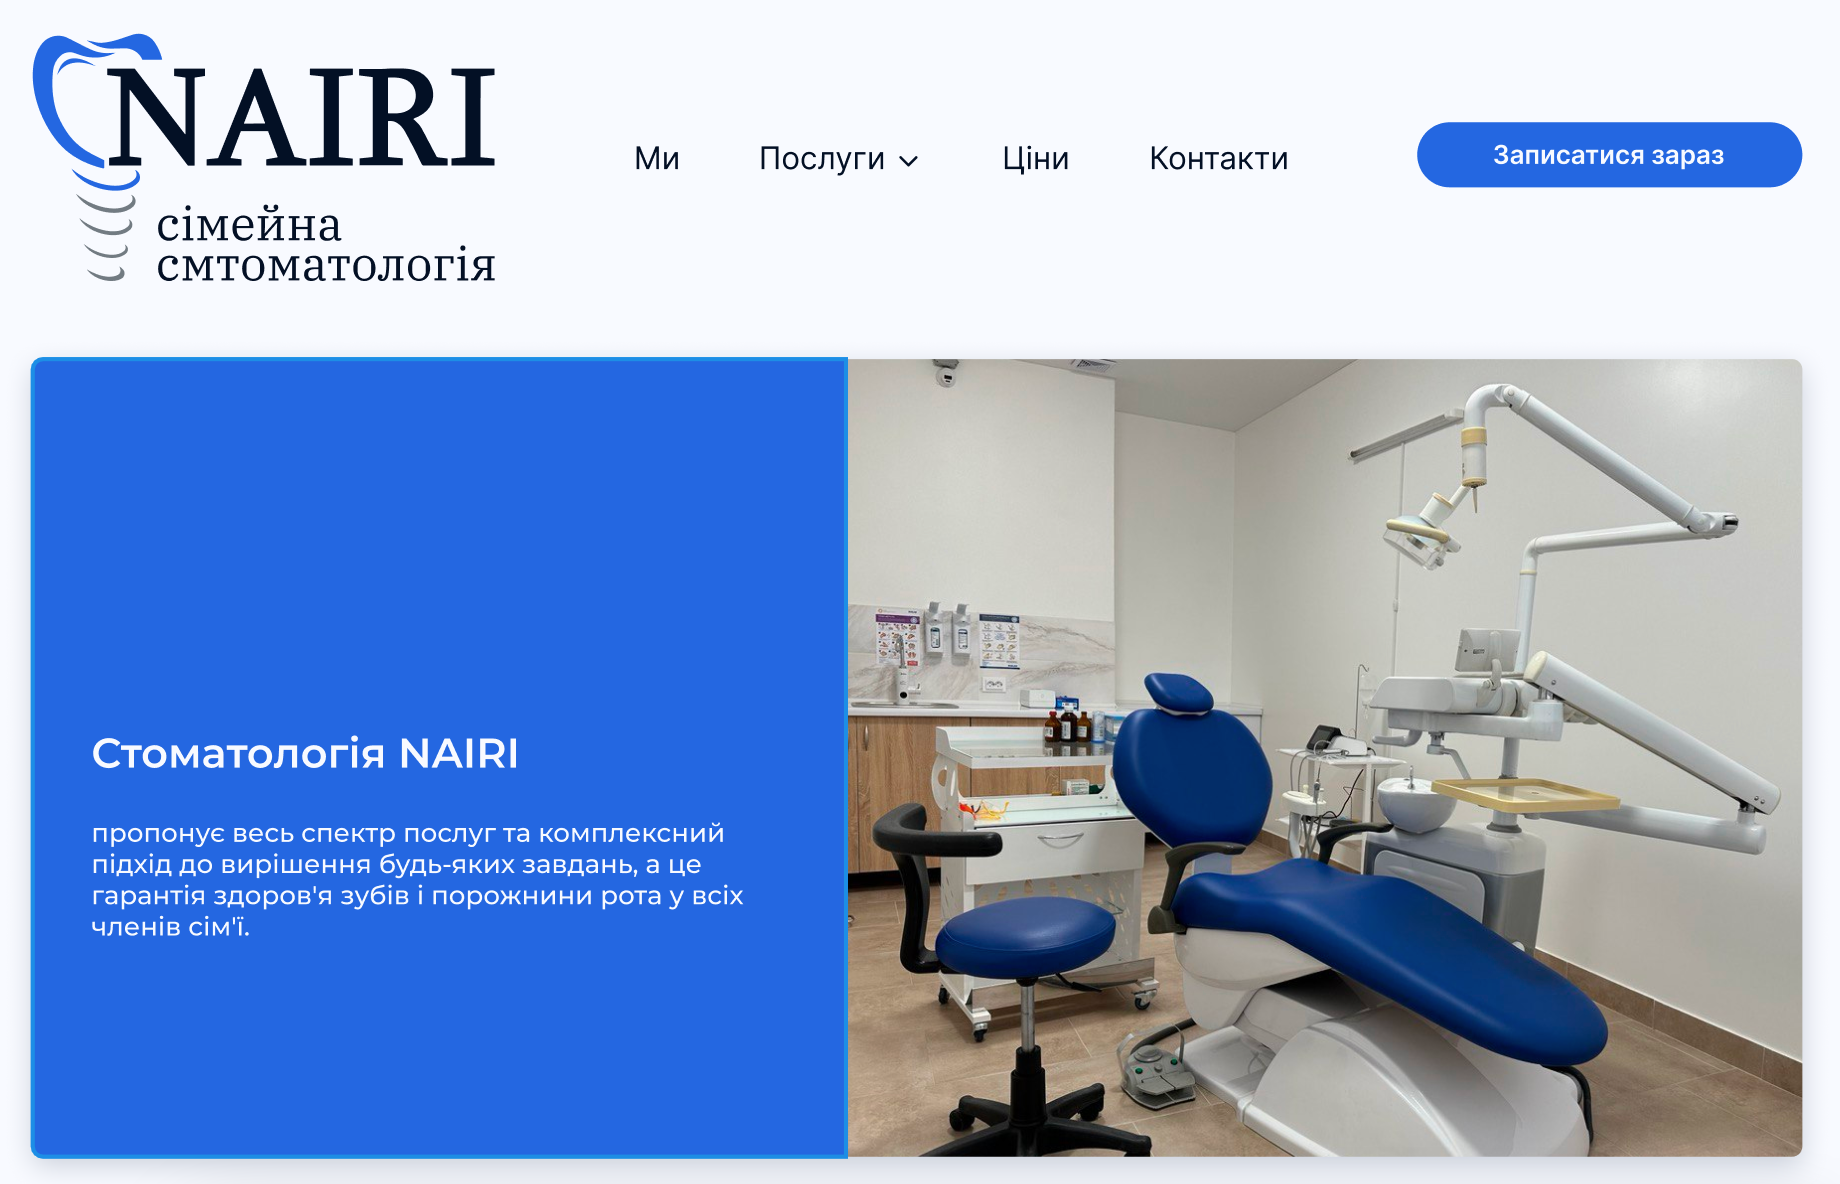 NAIRI
сімейна
смтоматологія
Ми
Послуги
Ціни
Контакти
Записатися зараз
Стоматологія NAIRI
пропонує весь спектр послуг та комплексний
підхід до вирішення будь-яких завдань, а це
гарантія здоров'я зубів і порожнини рота у всіх
членів сім'ї.